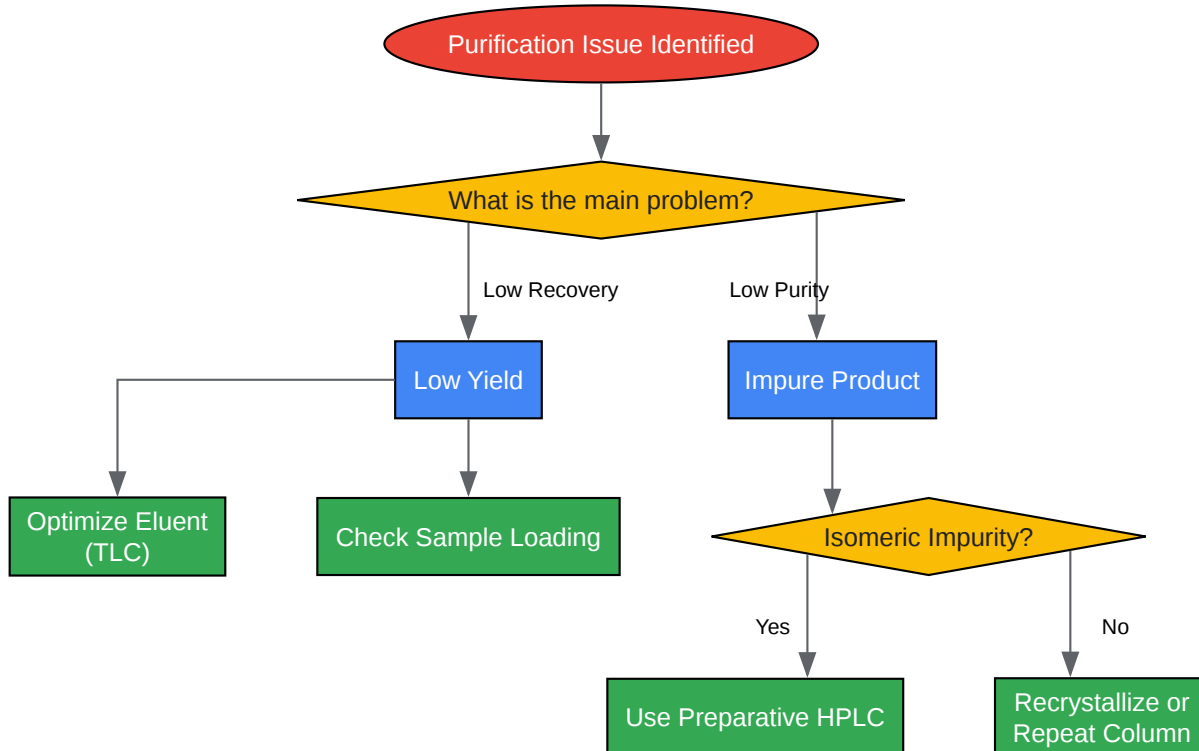 Purification Issue Identified
What is the main problem?
Low Recovery
Low Purity
Low Yield
Impure Product
Optimize Eluent
(TLC)
Check Sample Loading
Isomeric Impurity?
Yes
No
Use Preparative HPLC
Recrystallize or
Repeat Column